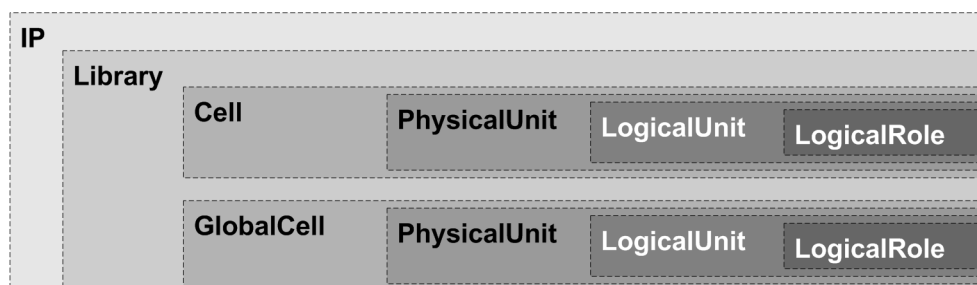 IP
Library
Cell
PhysicalUnit
LogicalUnit
LogicalRole
GlobalCell
PhysicalUnit
LogicalUnit
LogicalRole